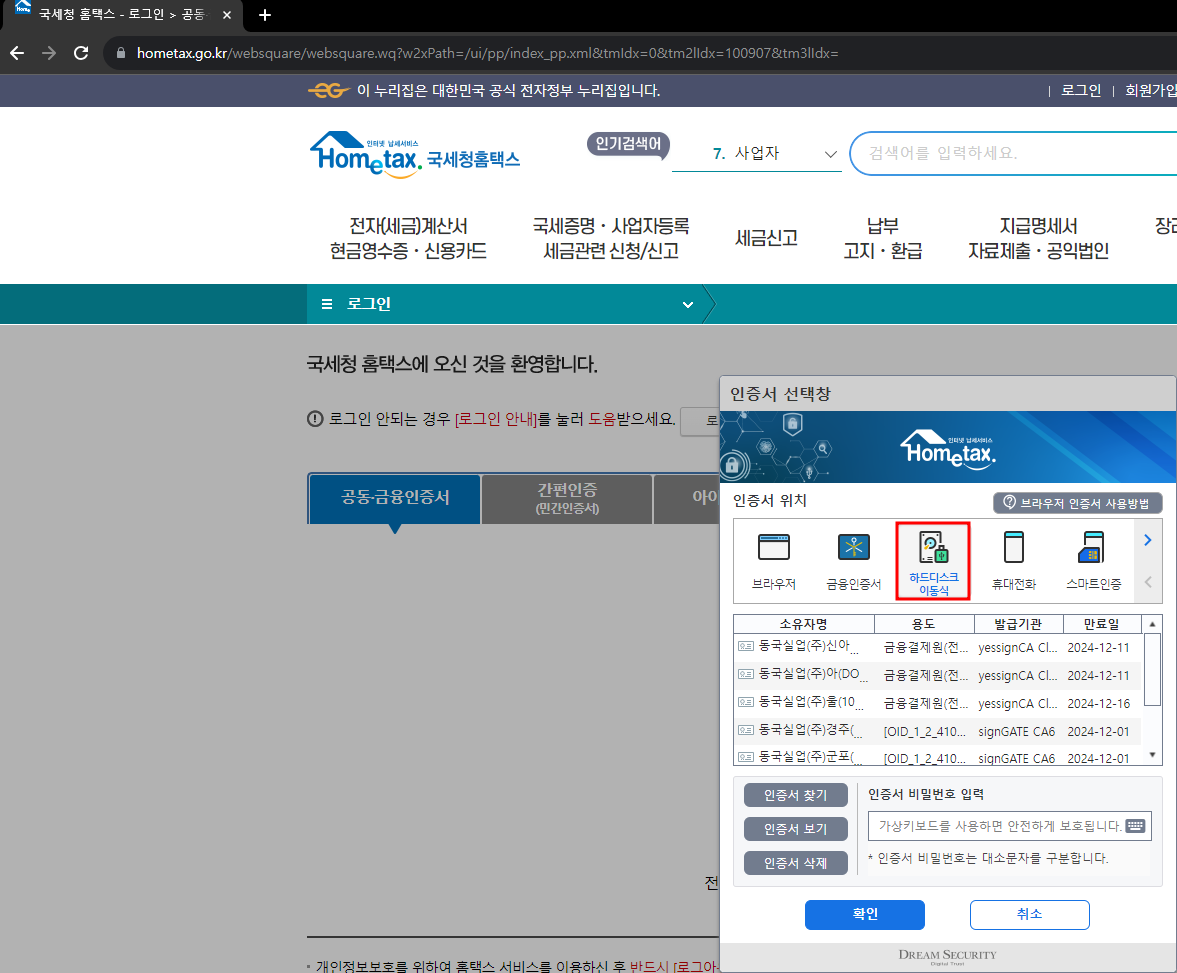 국세청 홈택스 - 로그인 > 공동
hometax.go.kr/websquare/websquare.wq?w2xPath=/ui/pp/index_pp.xml&tmIdx=0&tm2lIdx=100907&tm3lIdx=
이 누리집은 대한민국 공식 전자정부 누리집입니다.
로그인 | 회원가입
인터넷 납세서비스
Hometax. 국세청홈택스
인기검색어
7. 사업자
검색어를 입력하세요.
전자(세금)계산서
현금영수증·신용카드
국세증명·사업자등록
세금관련 신청/신고
세금신고
납부
고지·환급
지급명세서
자료제출·공익법인
로그인
국세청 홈택스에 오신 것을 환영합니다.
로그인 안되는 경우 [로그인 안내]를 눌러 도움받으세요.
로
공동·금융인증서
간편인증
(민간인증서)
아이
전
* 개인정보보호를 위하여 홈택스 서비스를 이용하신 후 반드시 [로그아
인증서 선택창
인터넷 납세서비스
Hometax.
인증서 위치
브라우저 인증서 사용방법
브라우저
금융인증서
하드디스크
이동식
휴대전화
스마트인증
소유자명 용도 발급기관 만료일
동국실업(주)신아... 금융결제원(전... yessignCA Cl... 2024-12-11
동국실업(주)아(DO... 금융결제원(전... yessignCA Cl... 2024-12-11
동국실업(주)울(10... 금융결제원(전... yessignCA Cl... 2024-12-16
동국실업(주)경주(... [OID_1_2_410... signGATE CA6 2024-12-01
동국실업(주)군포(... [OID_1_2_410... signGATE CA6 2024-12-01
인증서 찾기
인증서 보기
인증서 삭제
인증서 비밀번호 입력
가상키보드를 사용하면 안전하게 보호됩니다.
* 인증서 비밀번호는 대소문자를 구분합니다.
확인
취소
DREAM SECURITY
Digital Trust